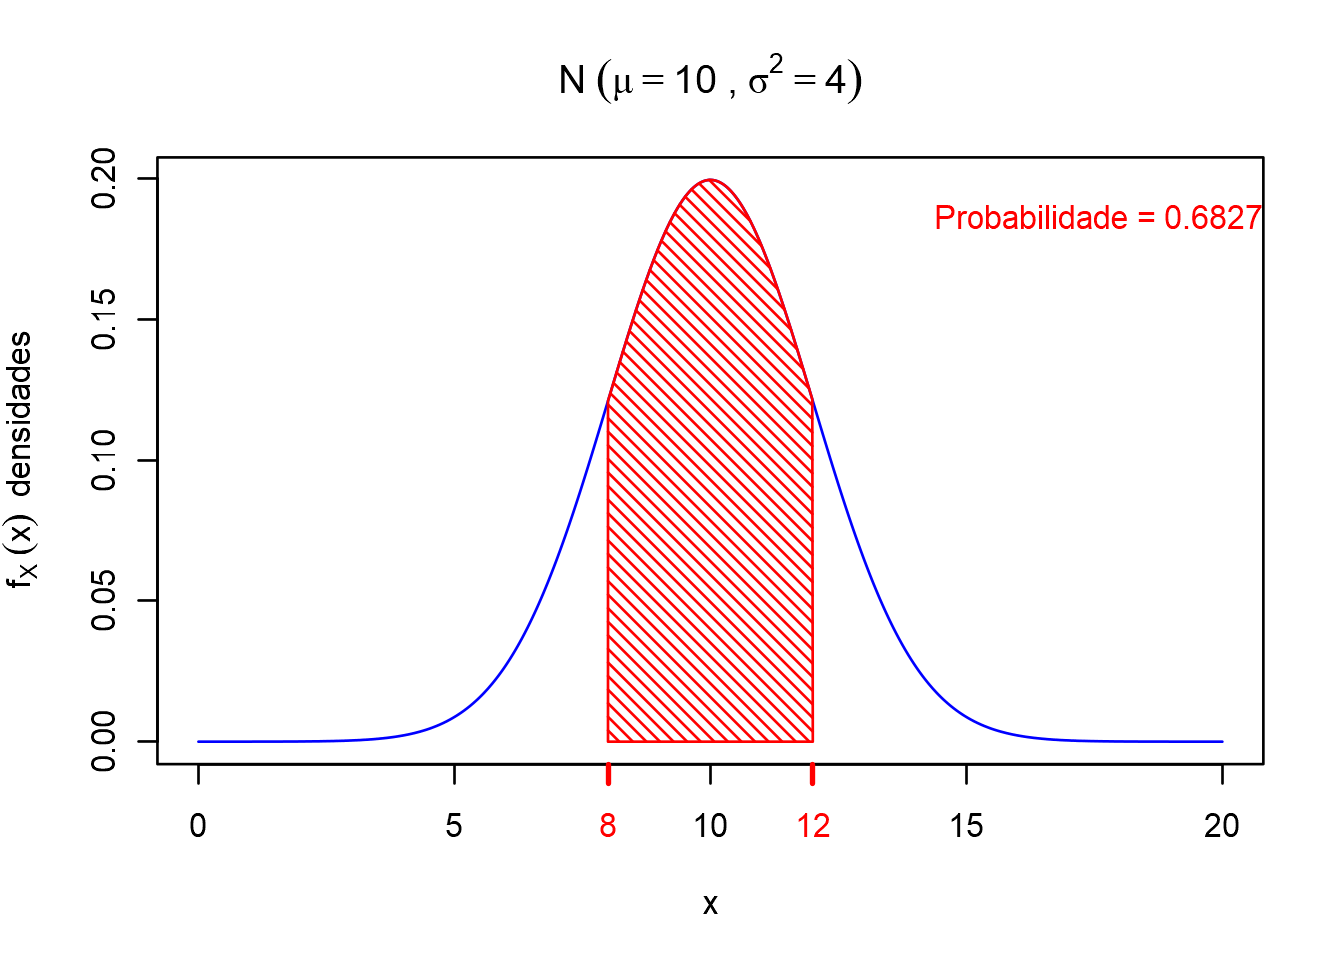 N (μ = 10 , σ² = 4)
Probabilidade = 0.6827
f_X (x) densidades
0.20
0.15
0.10
0.05
0.00
0 5 8 10 12 15 20
x